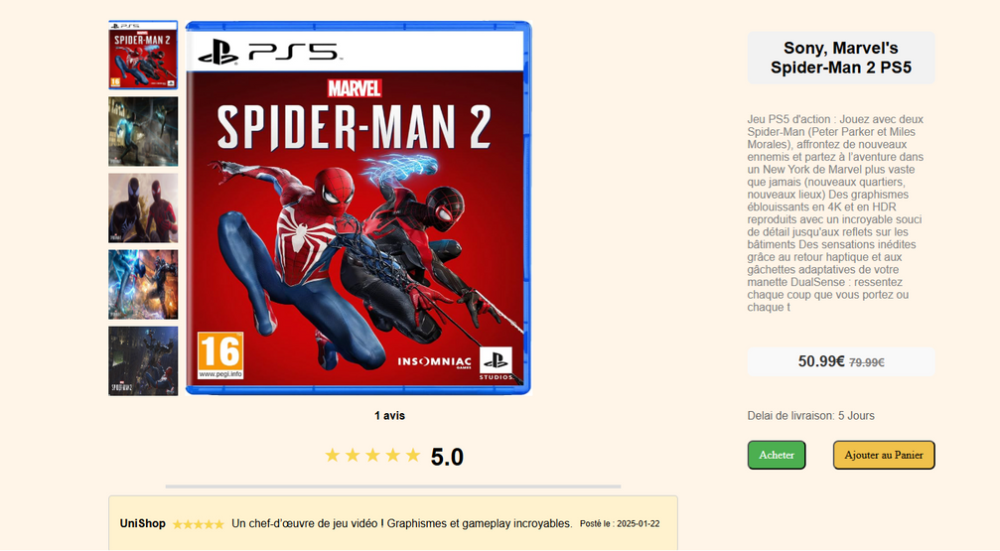 PS5
MARVEL
SPIDER-MAN 2
16
www.pegi.info
INSOMNIAC
GAMES
STUDIOS
1 avis
5.0
UniShop Un chef-d'œuvre de jeu vidéo ! Graphismes et gameplay incroyables. Posté le : 2025-01-22
Sony, Marvel's
Spider-Man 2 PS5
Jeu PS5 d'action : Jouez avec deux
Spider-Man (Peter Parker et Miles
Morales), affrontez de nouveaux
ennemis et partez à l'aventure dans
un New York de Marvel plus vaste
que jamais (nouveaux quartiers,
nouveaux lieux) Des graphismes
éblouissants en 4K et en HDR
reproduits avec un incroyable souci
de détail jusqu'aux reflets sur les
bâtiments Des sensations inédites
grâce au retour haptique et aux
gâchettes adaptatives de votre
manette DualSense : ressentez
chaque coup que vous portez ou
chaque t
50.99€ 79.99€
Delai de livraison: 5 Jours
Acheter
Ajouter au Panier